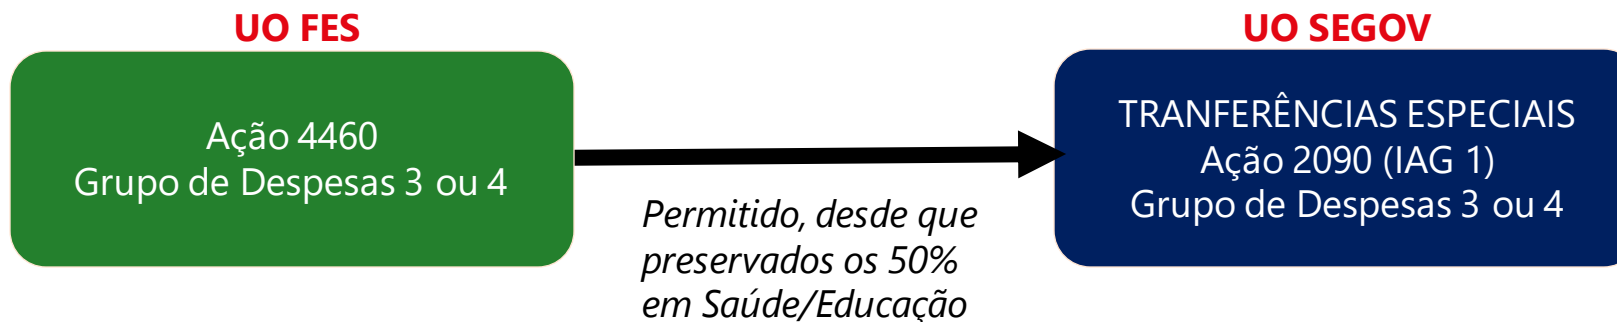 UO FES
Ação 4460
Grupo de Despesas 3 ou 4
Permitido, desde que
preservados os 50%
em Saúde/Educação
UO SEGOV
TRANFERÊNCIAS ESPECIAIS
Ação 2090 (IAG 1)
Grupo de Despesas 3 ou 4